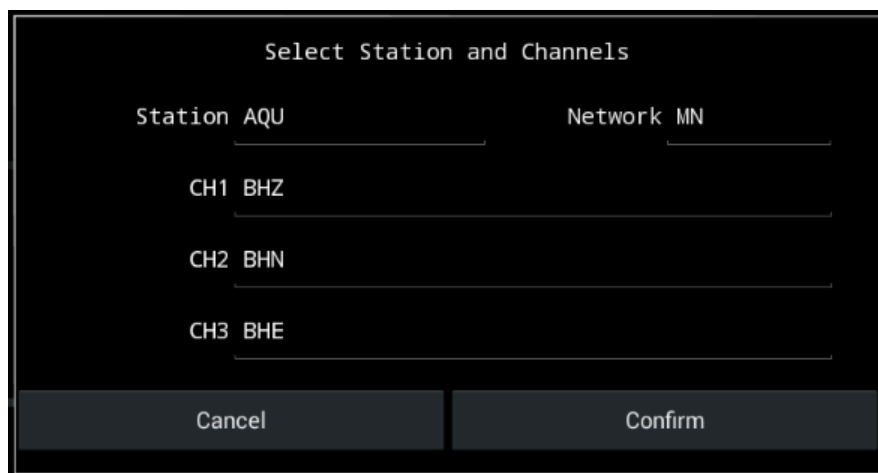 Select Station and Channels
Station AQU Network MN
CH1 BHZ
CH2 BHN
CH3 BHE
Cancel Confirm